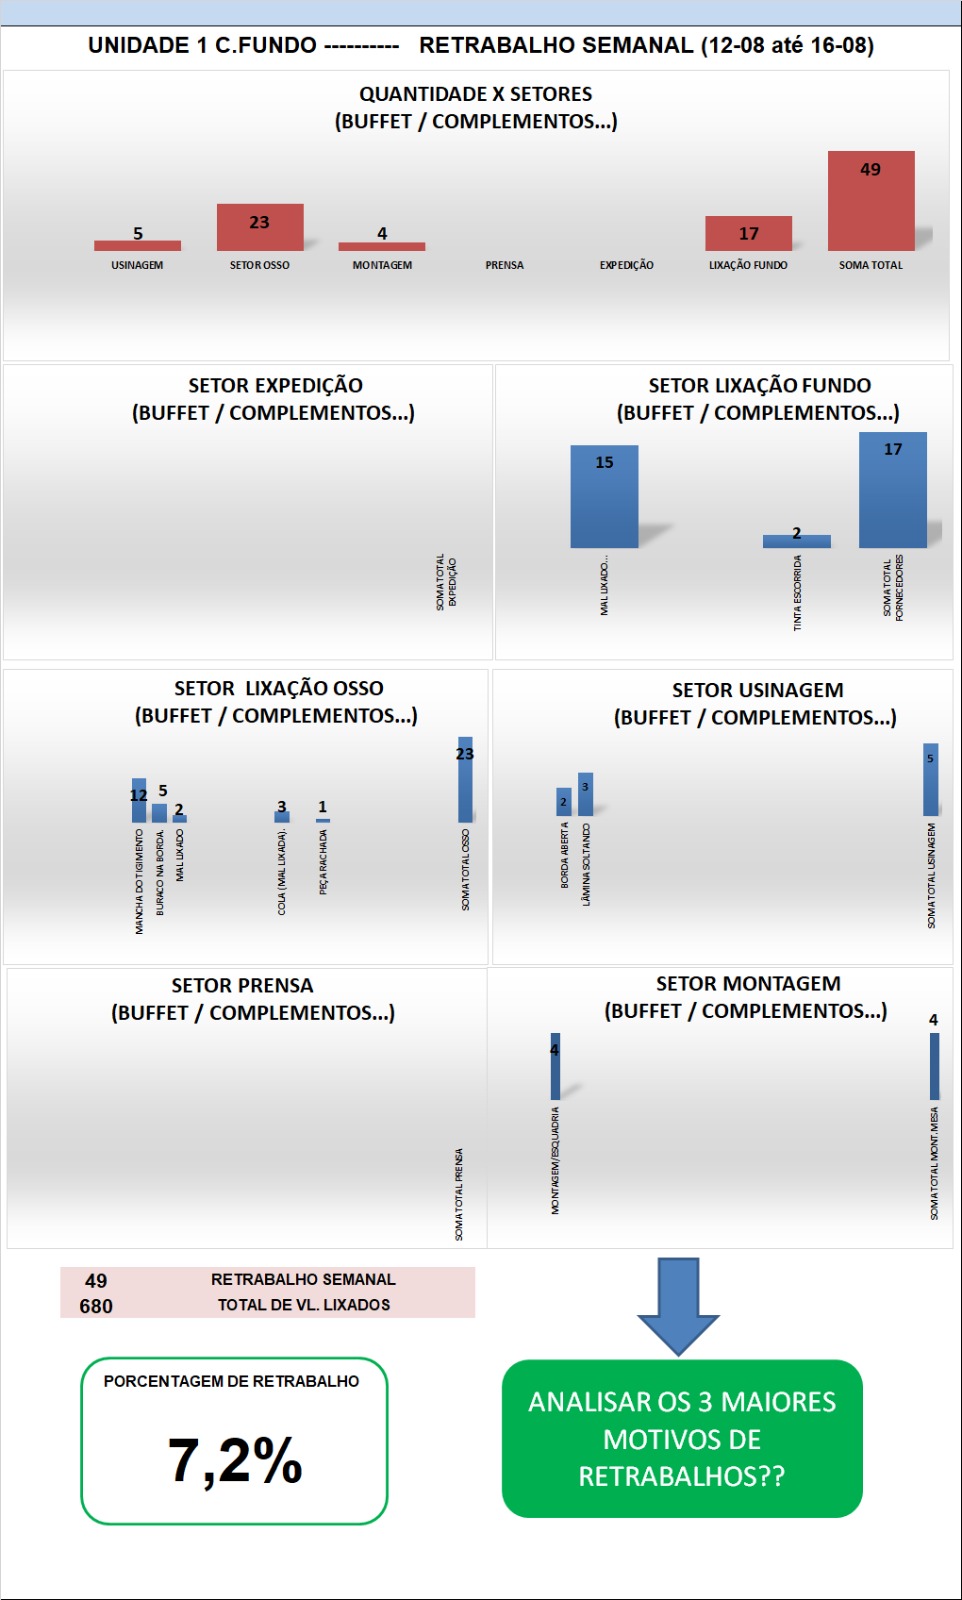 UNIDADE 1 C.FUNDO ---------- RETRABALHO SEMANAL (12-08 até 16-08)
QUANTIDADE X SETORES
(BUFFET / COMPLEMENTOS...)
5
23
4
17
49
USINAGEM
SETOR OSSO
MONTAGEM
PRENSA
EXPEDIÇÃO
LIXAÇÃO FUNDO
SOMA TOTAL
SETOR EXPEDIÇÃO
(BUFFET / COMPLEMENTOS...)
SOMA TOTAL
EXPEDIÇÃO
SETOR LIXAÇÃO FUNDO
(BUFFET / COMPLEMENTOS...)
15
2
17
MAL LIXADO...
TINTA ESCORRIDA
SOMA TOTAL
FORNECEDORES
SETOR LIXAÇÃO OSSO
(BUFFET / COMPLEMENTOS...)
12
5
2
3
1
23
MANCHA DO TIGIMENTO
BURACO NA BORDA.
MAL LIXADO
COLA (MAL LIXADA).
PEÇA RACHADA
SOMA TOTAL OSSO
SETOR USINAGEM
(BUFFET / COMPLEMENTOS...)
2
3
5
BORDA ABERTA
LÂMINA SOLTANDO
SOMA TOTAL USINAGEM
SETOR PRENSA
(BUFFET / COMPLEMENTOS...)
SOMA TOTAL PRENSA
SETOR MONTAGEM
(BUFFET / COMPLEMENTOS...)
4
4
MONTAGEM/ESQUADRIA
SOMA TOTAL MONT.MESA
49 RETRABALHO SEMANAL
680 TOTAL DE VL. LIXADOS
PORCENTAGEM DE RETRABALHO
7,2%
ANALISAR OS 3 MAIORES
MOTIVOS DE
RETRABALHOS??